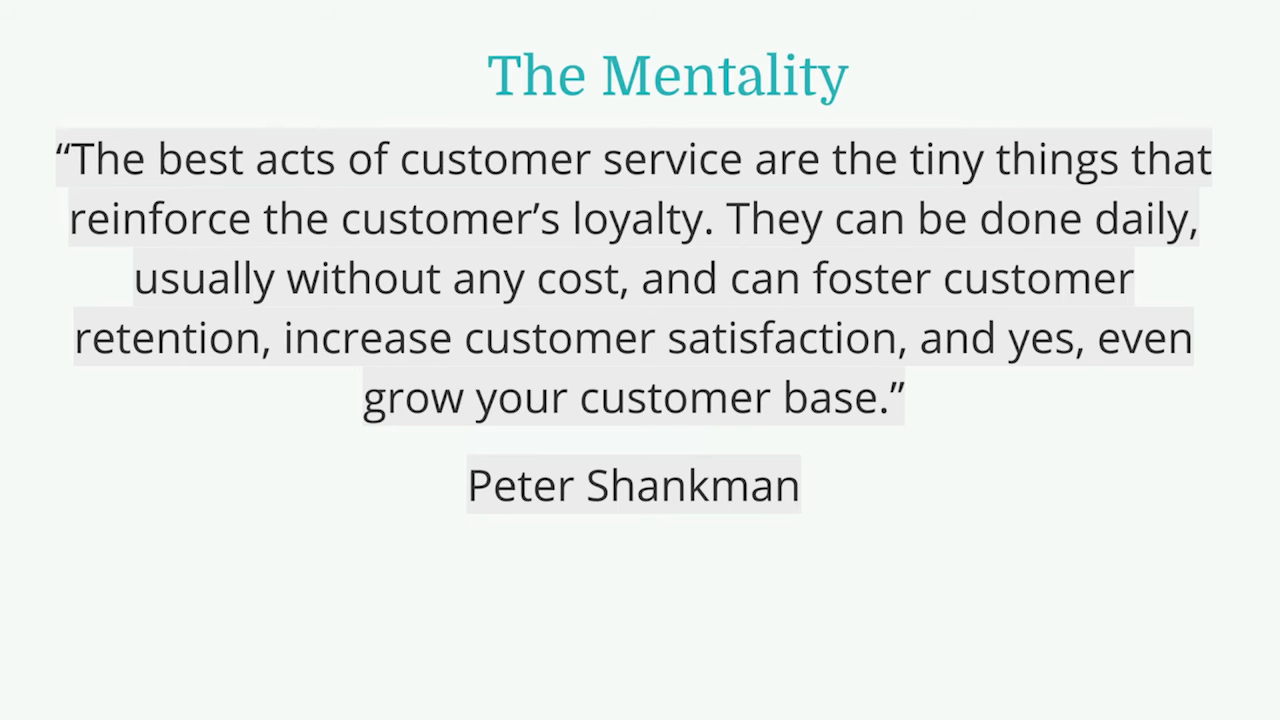 The Mentality
“The best acts of customer service are the tiny things that
reinforce the customer’s loyalty. They can be done daily,
usually without any cost, and can foster customer
retention, increase customer satisfaction, and yes, even
grow your customer base.”
Peter Shankman